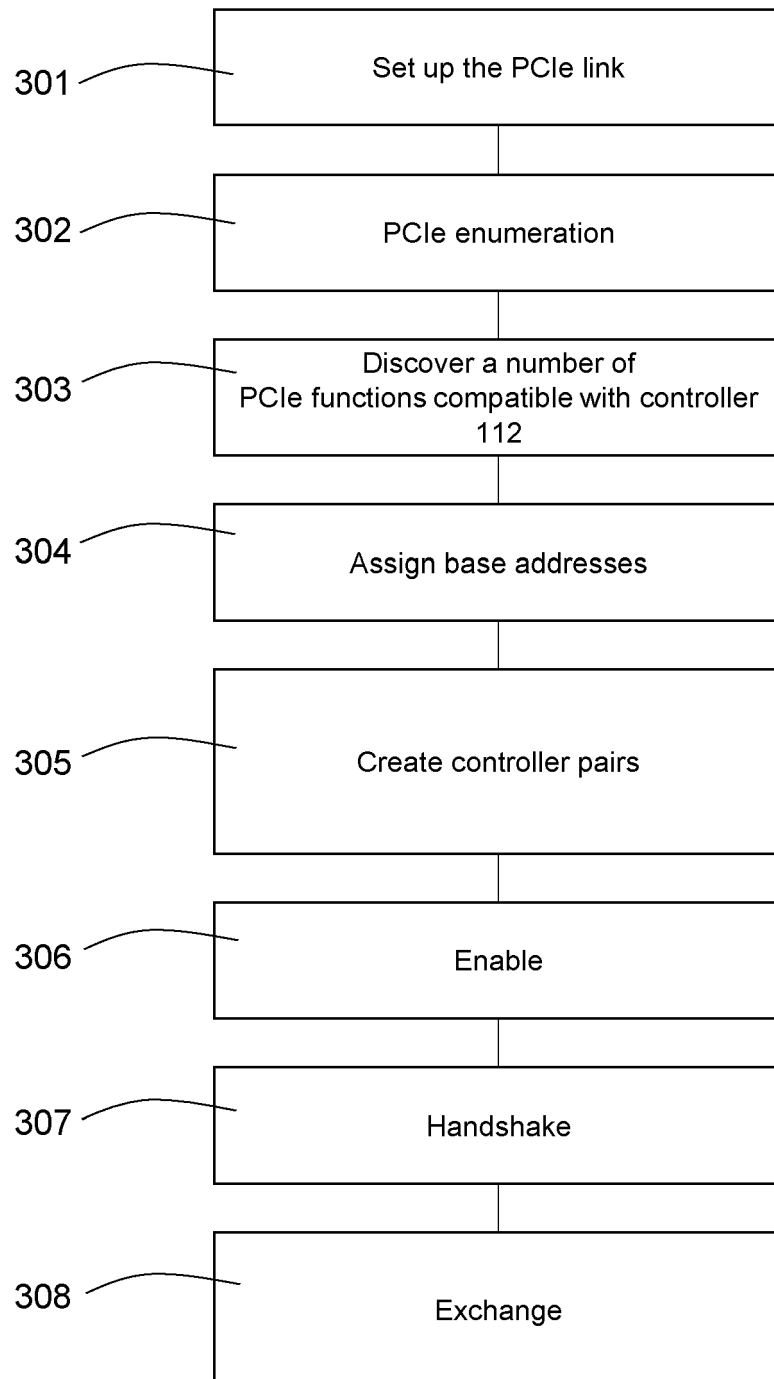 301
Set up the PCIe link
302
PCIe enumeration
303
Discover a number of
PCIe functions compatible with controller
112
304
Assign base addresses
305
Create controller pairs
306
Enable
307
Handshake
308
Exchange